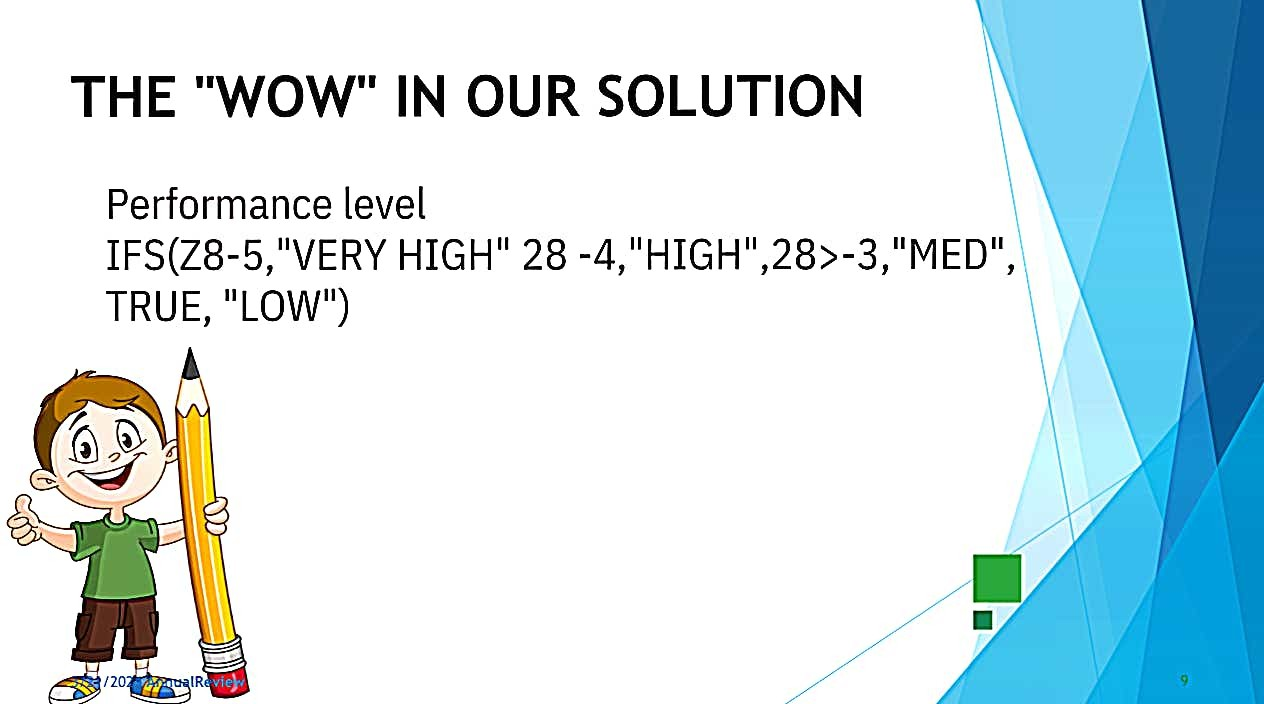 THE "WOW" IN OUR SOLUTION
Performance level
IFS(Z8-5,"VERY HIGH" 28 -4,"HIGH",28>-3,"MED",
TRUE, "LOW")
AnnualReview
9